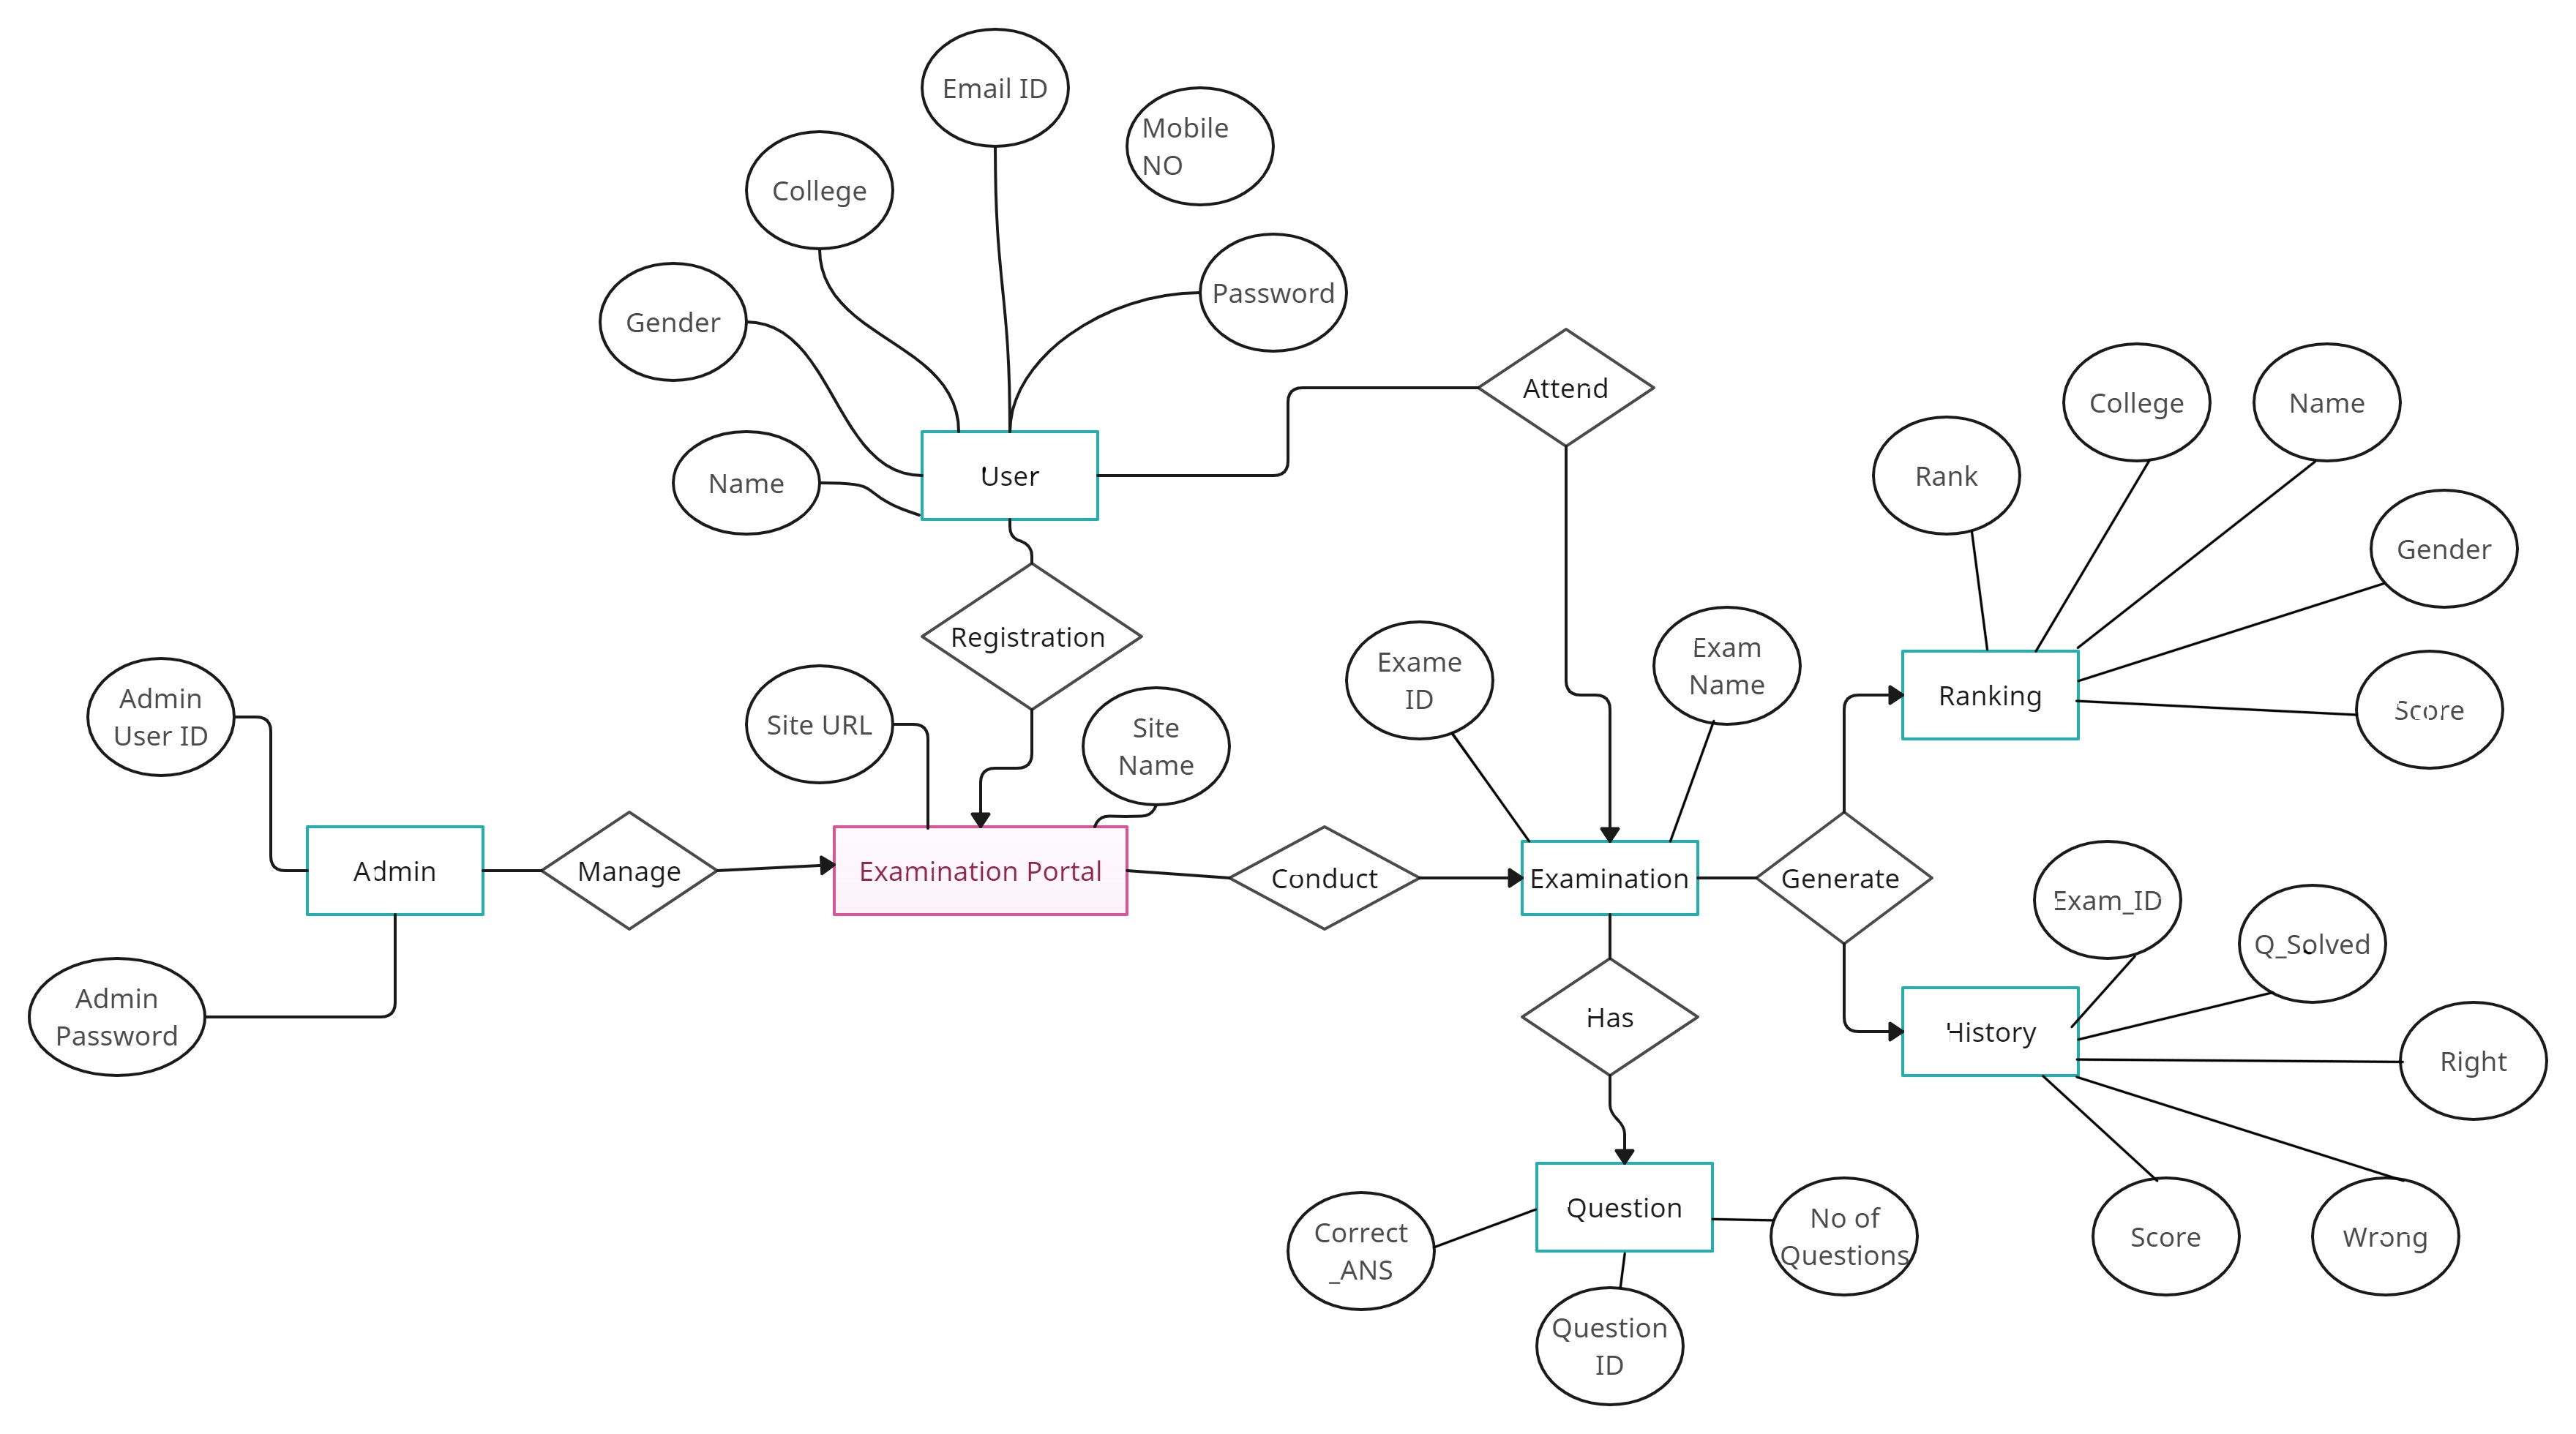 Email ID
Mobile
NO
College
Password
Gender
Attend
College
Name
Rank
User
Name
Gender
Registration
Exame
ID
Exam
Name
Ranking
Score
Admin
User ID
Site URL
Site
Name
Admin
Manage
Examination Portal
Conduct
Examination
Generate
Exam_ID
Q_Solved
Admin
Password
Has
History
Right
Correct
_ANS
Question
No of
Questions
Score
Wrong
Question
ID